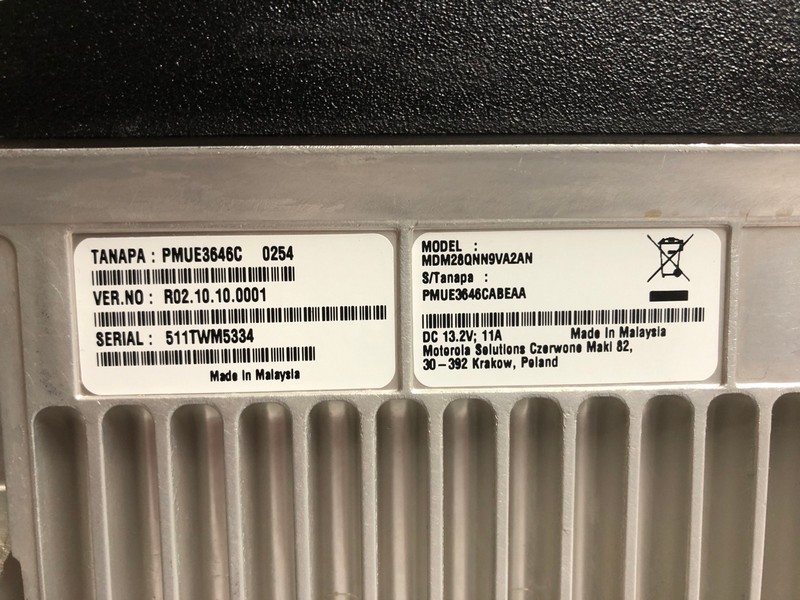 TANAPA : PMUE3646C 0254
VER.NO : R02.10.10.0001
SERIAL : 511TWM5334
Made in Malaysia
MODEL :
MDM28QNN9VA2AN
S/Tanapa :
PMUE3646CABEAA
DC 13.2V; 11A Made in Malaysia
Motorola Solutions Czerwone Maki 82,
30-392 Krakow, Poland